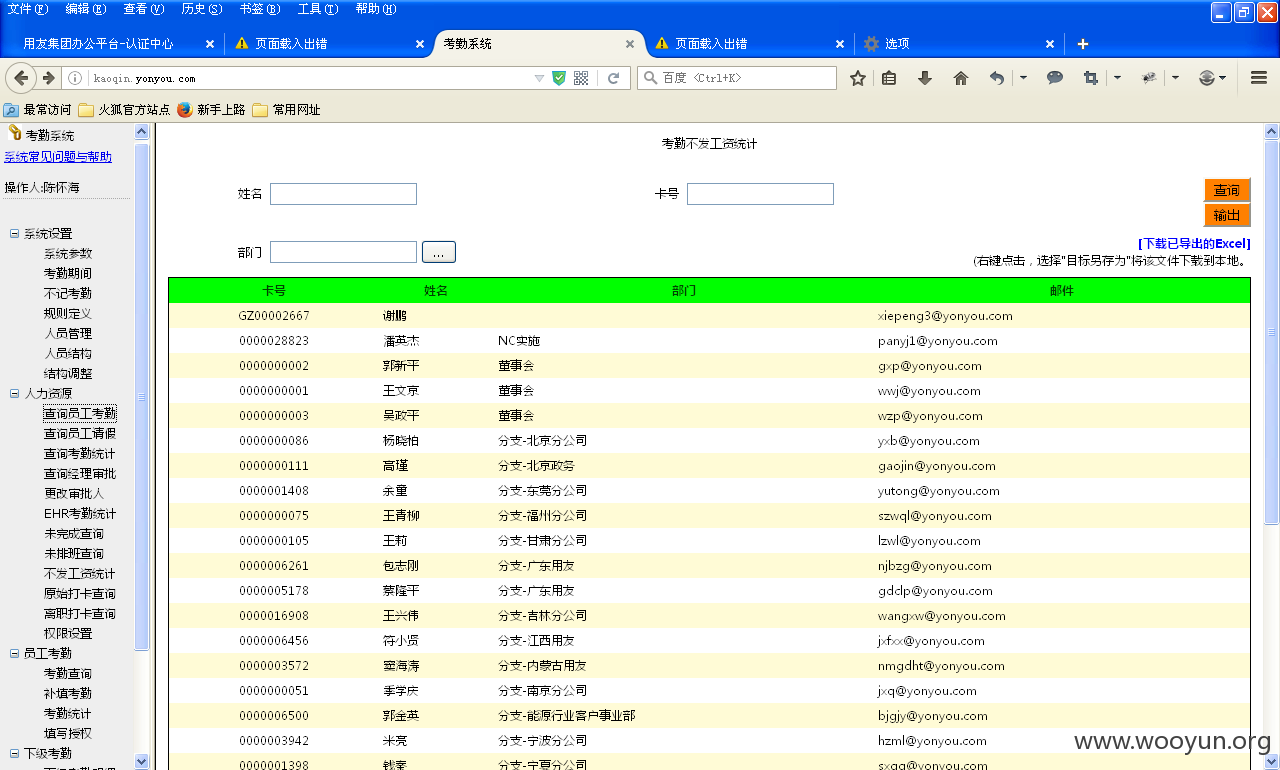 文件(F) 编辑(E) 查看(V) 历史(S) 书签(B) 工具(T) 帮助(H)
用友集团办公平台-认证中心 页面载入出错 考勤系统 页面载入出错 选项
kaoqin.yonyou.com 百度 <Ctrl+K>
最常访问 火狐官方站点 新手上路 常用网址
考勤系统
系统常见问题与帮助
操作人:陈怀海
系统设置
系统参数
考勤期间
不记考勤
规则定义
人员管理
人员结构
结构调整
人力资源
查询员工考勤
查询员工请假
查询考勤统计
查询经理审批
更改审批人
EHR考勤统计
未完成查询
未排班查询
不发工资统计
原始打卡查询
离职打卡查询
权限设置
员工考勤
考勤查询
补填考勤
考勤统计
填写授权
下级考勤
考勤不发工资统计
姓名 卡号 查询
输出
部门 ...
[下载已导出的Excel]
(右键点击，选择"目标另存为"将该文件下载到本地。
卡号 姓名 部门 邮件
GZ00002667 谢鹏 xiepeng3@yonyou.com
0000028823 潘英杰 NC实施 panyj1@yonyou.com
0000000002 郭新平 董事会 gxp@yonyou.com
0000000001 王文京 董事会 wwj@yonyou.com
0000000003 吴政平 董事会 wzp@yonyou.com
0000000086 杨晓柏 分支-北京分公司 yxb@yonyou.com
0000000111 高瑾 分支-北京政务 gaojin@yonyou.com
0000001408 余童 分支-东莞分公司 yutong@yonyou.com
0000000075 王青柳 分支-福州分公司 szwql@yonyou.com
0000000105 王莉 分支-甘肃分公司 lzwl@yonyou.com
0000006261 包志刚 分支-广东用友 njbzg@yonyou.com
0000005178 蔡隆平 分支-广东用友 gdclp@yonyou.com
0000016908 王兴伟 分支-吉林分公司 wangxw@yonyou.com
0000006456 符小贤 分支-江西用友 jxfxx@yonyou.com
0000003572 窦海涛 分支-内蒙古用友 nmgdht@yonyou.com
0000000051 季学庆 分支-南京分公司 jxq@yonyou.com
0000006500 郭金英 分支-能源行业客户事业部 bjgjy@yonyou.com
0000003942 米亮 分支-宁波分公司 hzml@yonyou.com
0000001398 钱秦 分支-宁夏分公司 sxqq@yonyou.com
www.wooyun.org